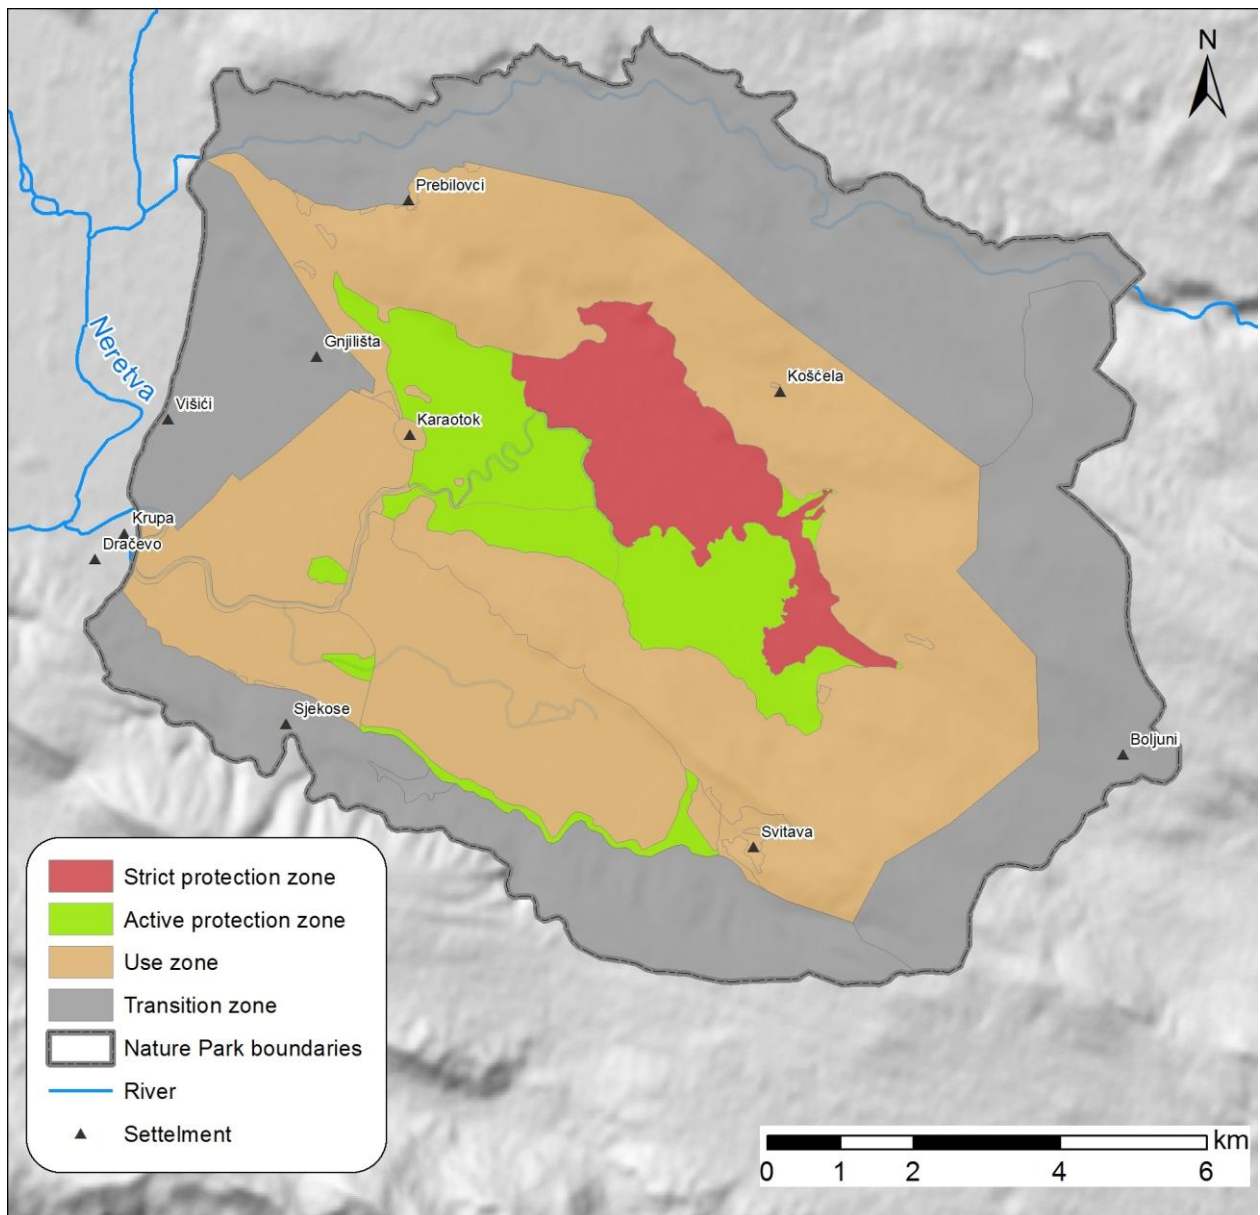 N
Prebilovci
Neretva
Gnjilišta
Košćela
Višići
Karaotok
Krupa
Dračevo
Sjekose
Boljuni
Svitava
Strict protection zone
Active protection zone
Use zone
Transition zone
Nature Park boundaries
River
Settelment
km
0 1 2 4 6